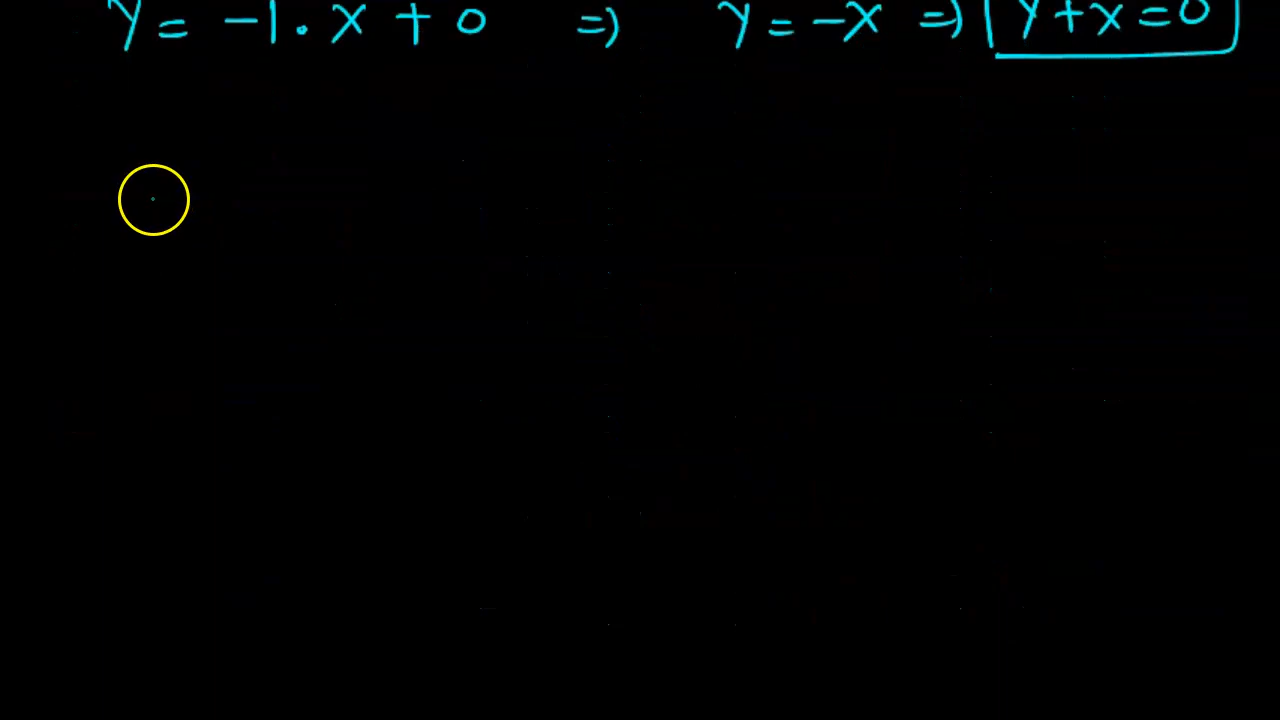 y = -1 . x + 0 => y = -x => y + x = 0